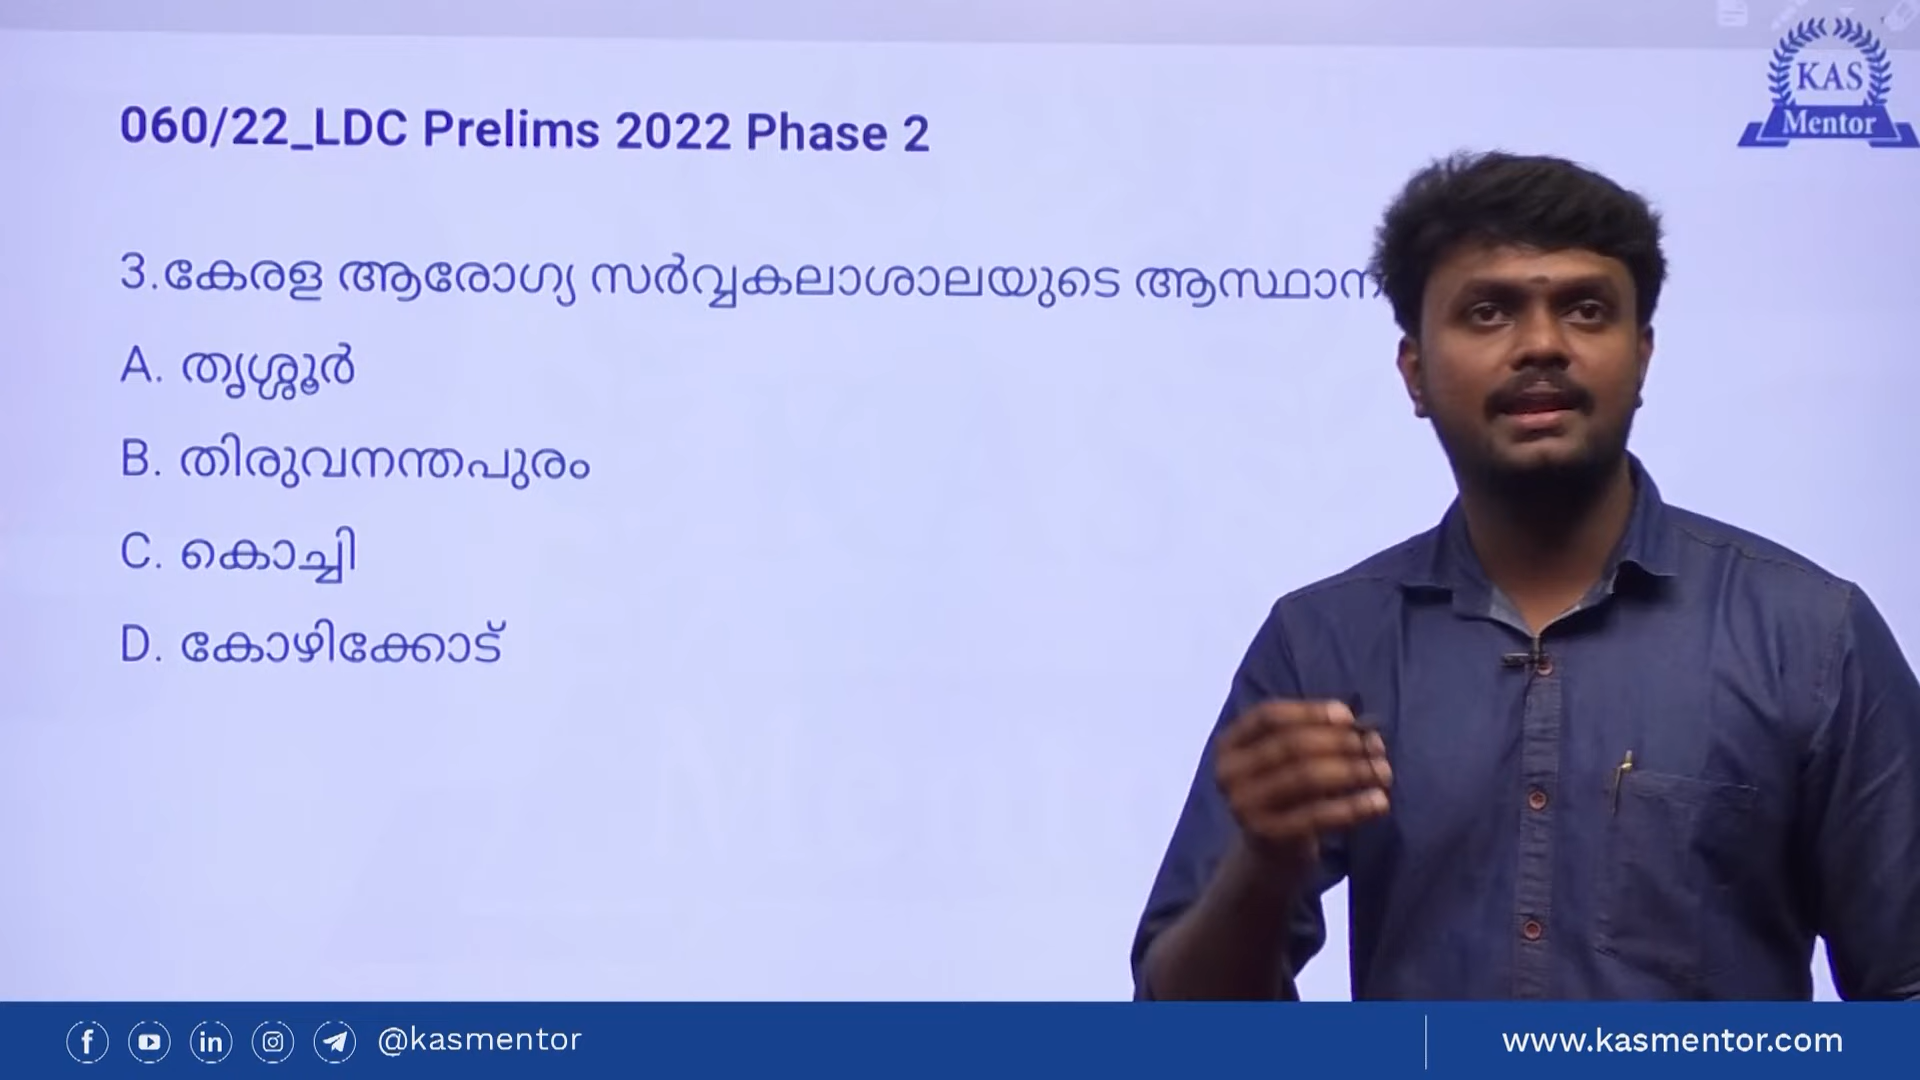 KAS
Mentor
060/22_LDC Prelims 2022 Phase 2
3.കേരള ആരോഗ്യ സർവ്വകലാശാലയുടെ
A. തൃശ്ശൂർ
B. തിരുവനന്തപുരം
C. കൊച്ചി
D. കോഴിക്കോട്
@kasmentor
www.kasmentor.com